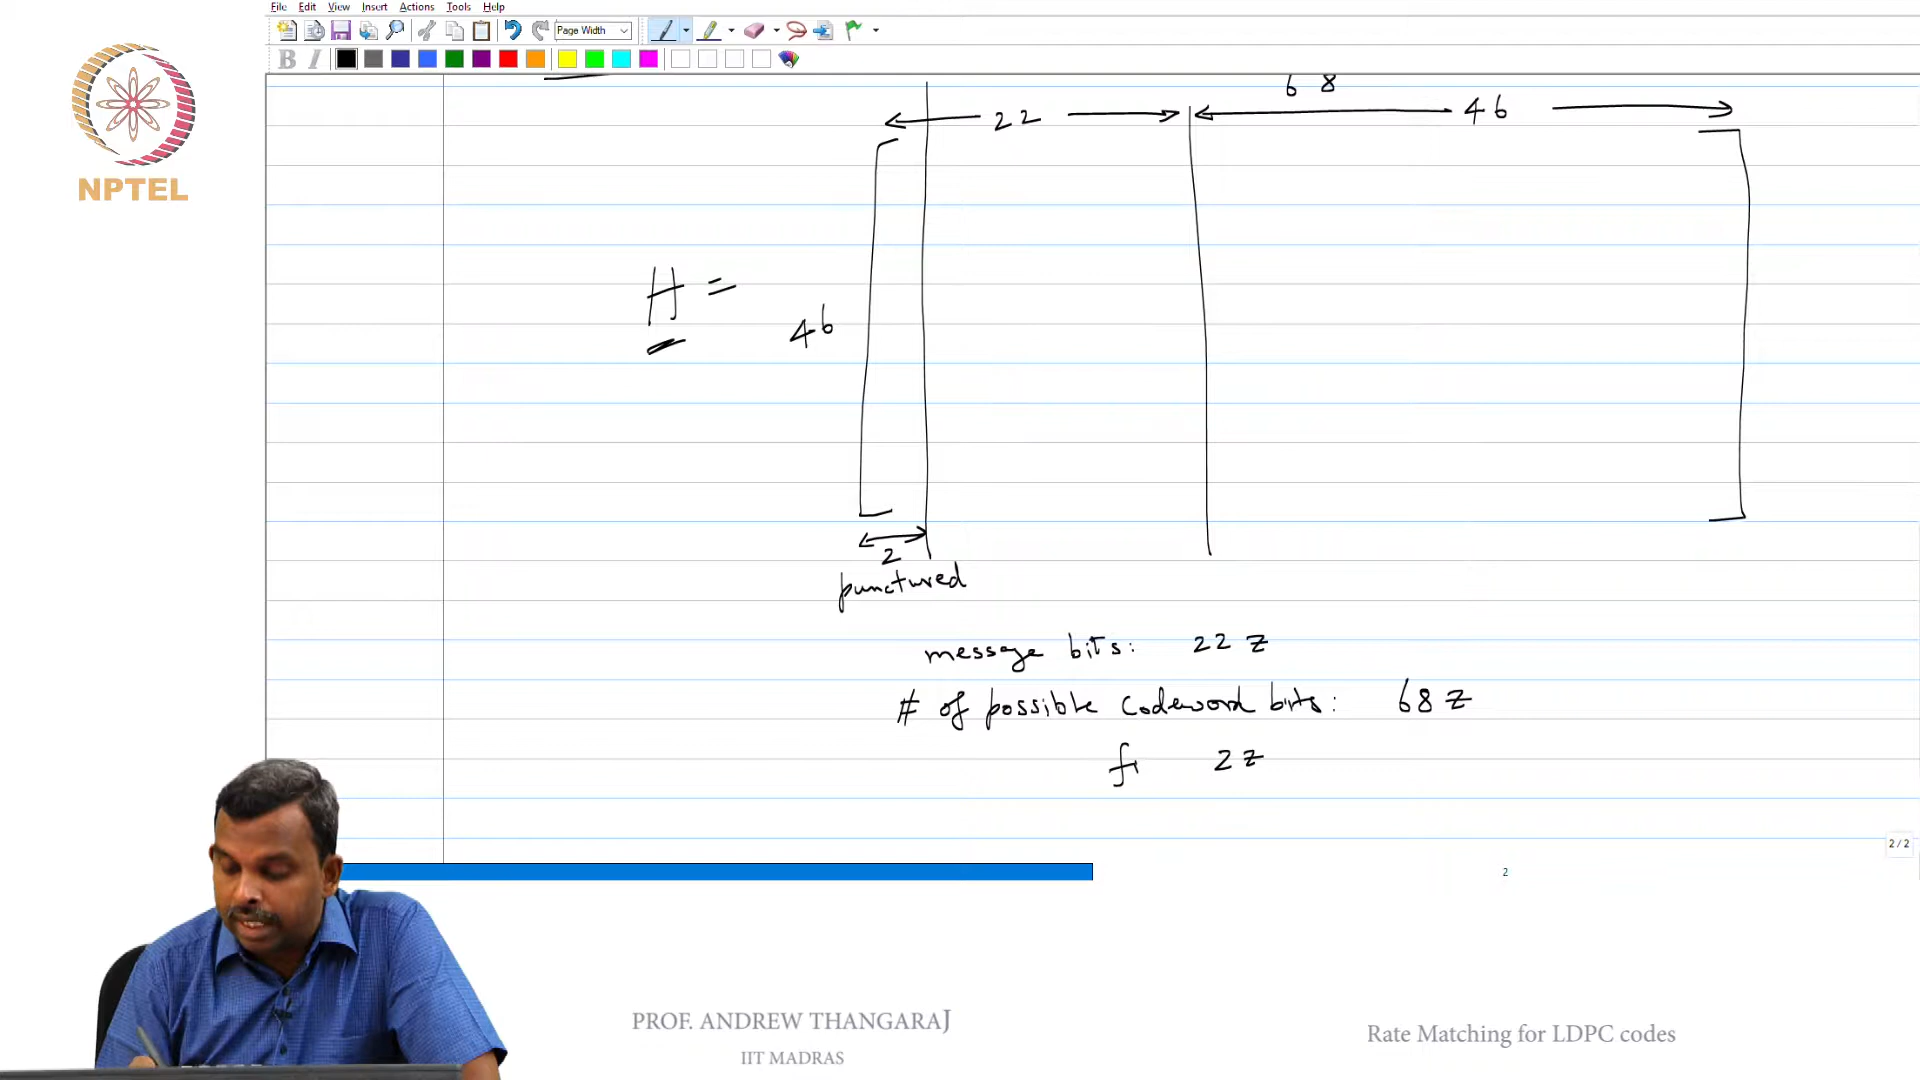 File Edit View Insert Actions Tools Help
Page Width
B I
NPTEL
68
22 46
H =
46
2
punctured
message bits: 22 z
# of possible codeword bits: 68 z
2 z
2 / 2
2
PROF. ANDREW THANGARAJ
IIT MADRAS
Rate Matching for LDPC codes